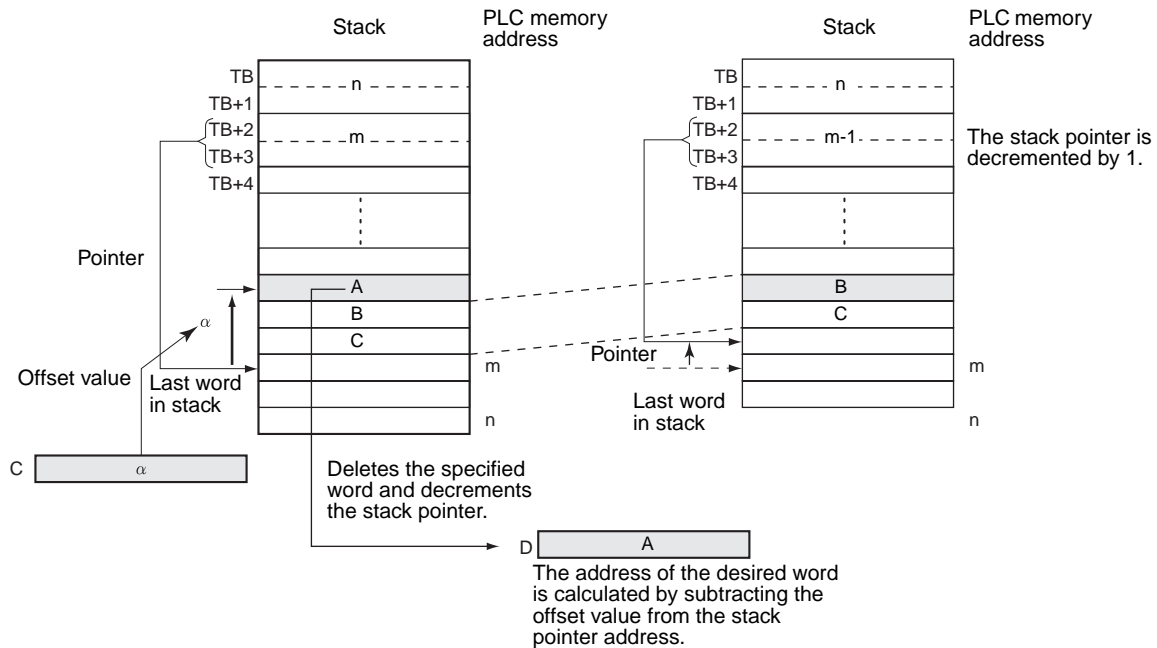 Stack
PLC memory
address
TB
n
TB+1
TB+2
m
TB+3
TB+4
Pointer
A
B
α
C
Offset value
Last word
in stack
m
n
C
α
Deletes the specified
word and decrements
the stack pointer.
D
A
The address of the desired word
is calculated by subtracting the
offset value from the stack
pointer address.
Stack
PLC memory
address
TB
n
TB+1
TB+2
m-1
TB+3
TB+4
The stack pointer is
decremented by 1.
B
C
Pointer
m
Last word
in stack
n